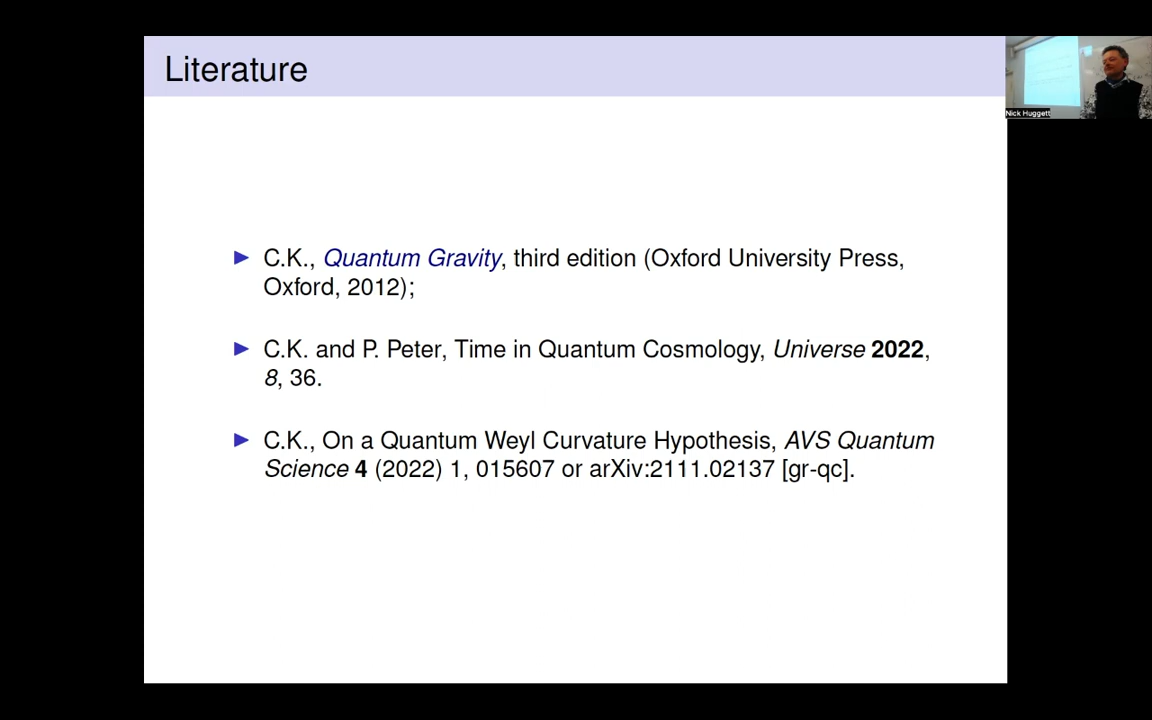 Literature
Nick Huggett
► C.K., Quantum Gravity, third edition (Oxford University Press,
Oxford, 2012);
► C.K. and P. Peter, Time in Quantum Cosmology, Universe 2022,
8, 36.
► C.K., On a Quantum Weyl Curvature Hypothesis, AVS Quantum
Science 4 (2022) 1, 015607 or arXiv:2111.02137 [gr-qc].